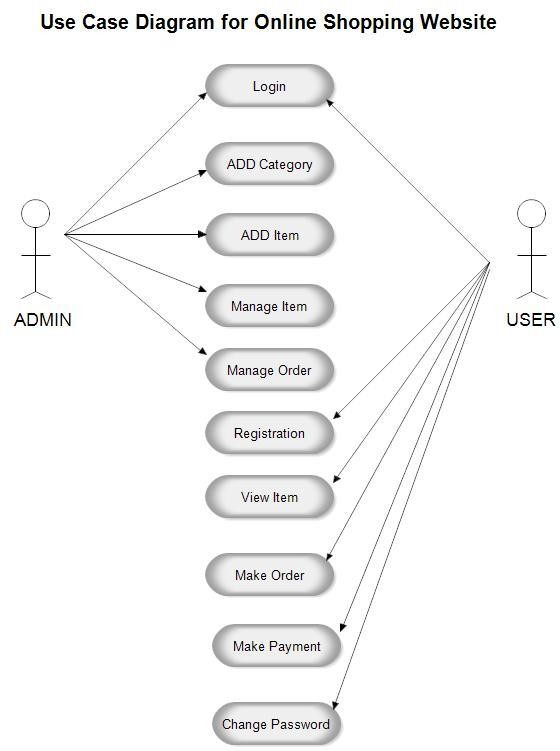 Use Case Diagram for Online Shopping Website
Login
ADD Category
ADD Item
Manage Item
ADMIN
USER
Manage Order
Registration
View Item
Make Order
Make Payment
Change Password